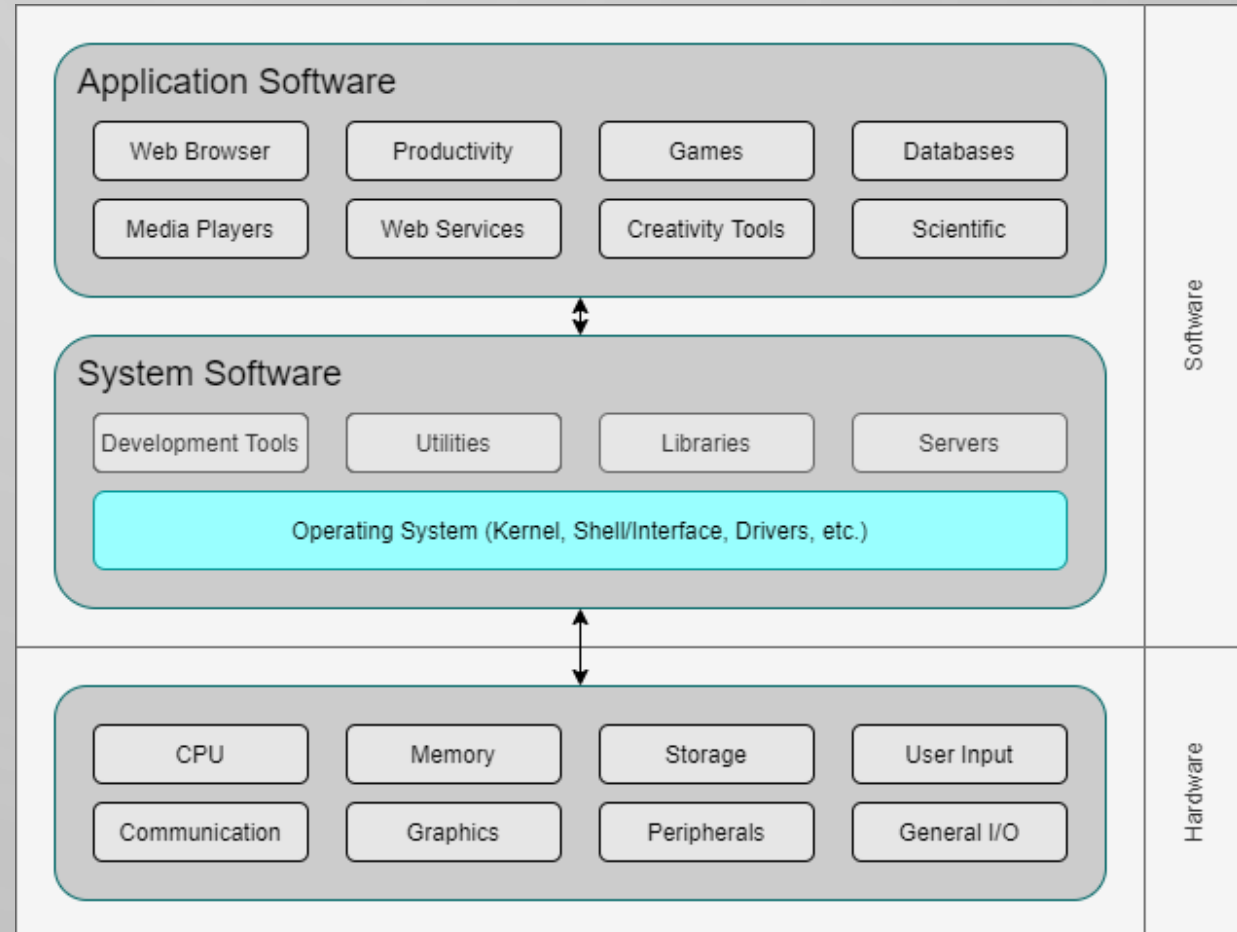 Application Software
Web Browser
Productivity
Games
Databases
Media Players
Web Services
Creativity Tools
Scientific
System Software
Development Tools
Utilities
Libraries
Servers
Operating System (Kernel, Shell/Interface, Drivers, etc.)
Software
CPU
Memory
Storage
User Input
Communication
Graphics
Peripherals
General I/O
Hardware